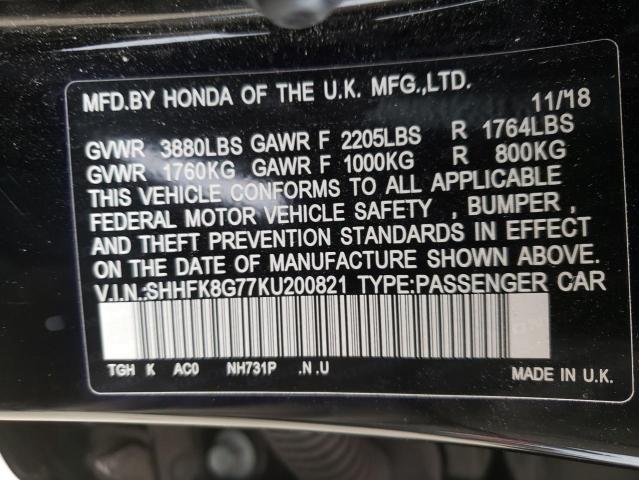 MFD.BY HONDA OF THE U.K. MFG.,LTD.
11/18
GVWR 3880LBS GAWR F 2205LBS R 1764LBS
GVWR 1760KG GAWR F 1000KG R 800KG
THIS VEHICLE CONFORMS TO ALL APPLICABLE
FEDERAL MOTOR VEHICLE SAFETY , BUMPER ,
AND THEFT PREVENTION STANDARDS IN EFFECT
ON THE DATE OF MANUFACTURE SHOWN ABOVE.
V.I.N.:SHHFK8G77KU200821 TYPE:PASSENGER CAR
TGH K AC0 NH731P .N.U
MADE IN U.K.